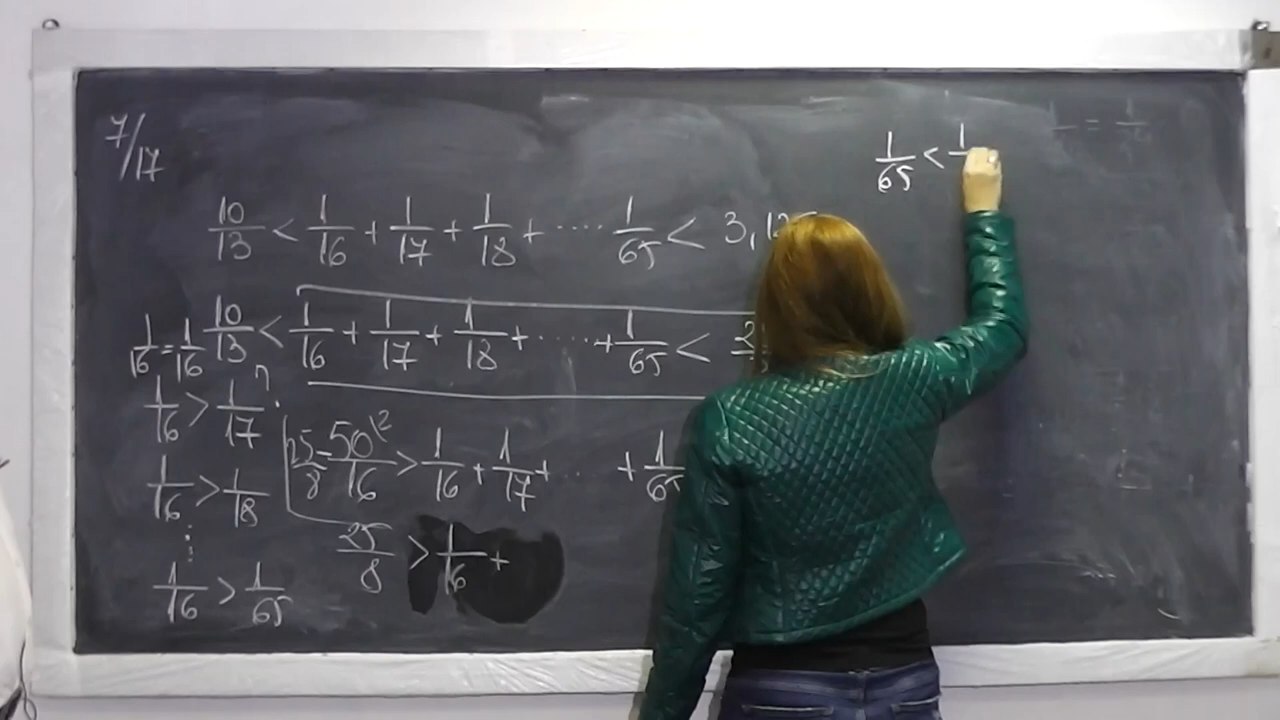 7/17
1/65 < 1
10/13 < 1/16 + 1/17 + 1/18 + ..... 1/65 < 3,12
10/13 < 1/16 + 1/17 + 1/18 + ..... + 1/65 < 2
1/16 = 1/16
1/16 > 1/17 ?
1/16 > 1/18
⋮
1/16 > 1/65
25/8 = 50/16 (2 > 1/16 + 1/17 + ... + 1/65
25/8 > 1/16 +